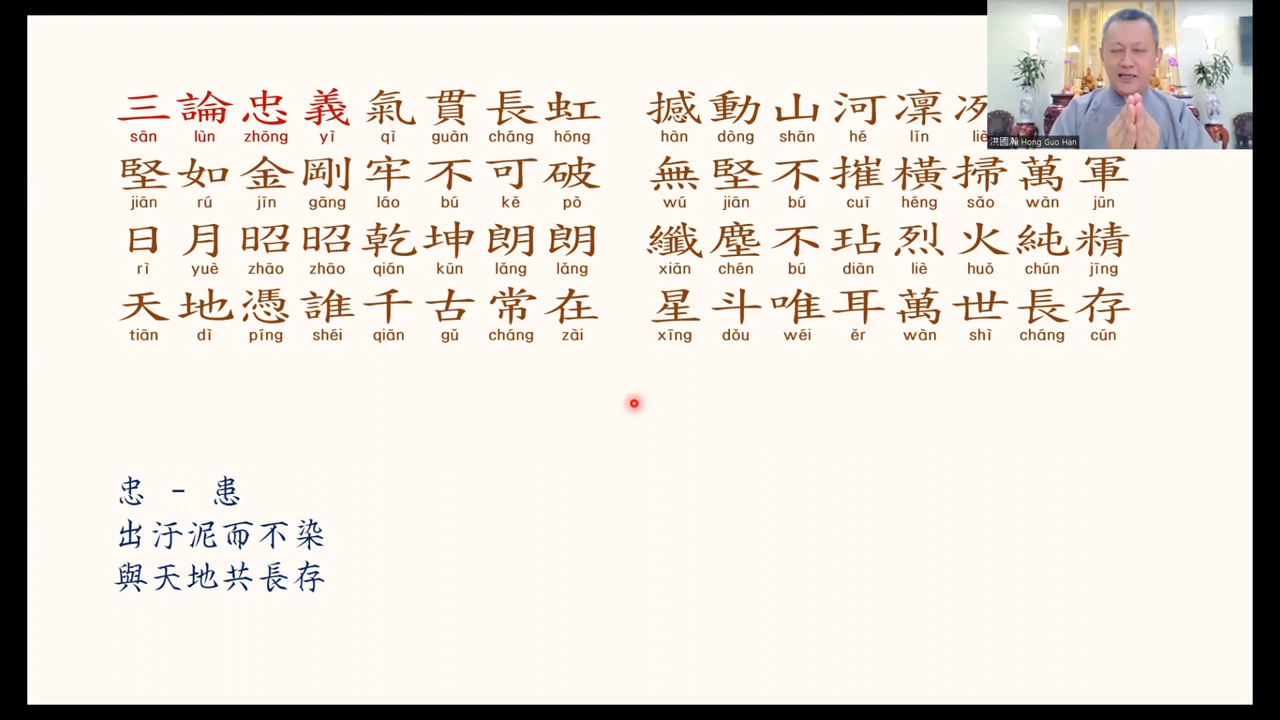 三論忠義氣貫長虹 撼動山河凜
sān lùn zhōng yì qì guàn cháng hóng hàn dòng shān hé lǐn
堅如金剛牢不可破 無堅不摧橫掃萬軍
jiān rú jīn gāng láo bú kě pò wú jiān bú cuī héng sǎo wàn jūn
日月昭昭乾坤朗朗 纖塵不玷烈火純精
rì yuè zhāo zhāo qián kūn lǎng lǎng xiān chén bú diàn liè huǒ chún jīng
天地憑誰千古常在 星斗唯耳萬世長存
tiān dì píng shéi qiān gǔ cháng zài xīng dǒu wéi ěr wàn shì cháng cún
忠 - 患
出汙泥而不染
與天地共長存
洪國瀚 Hong Guo Han